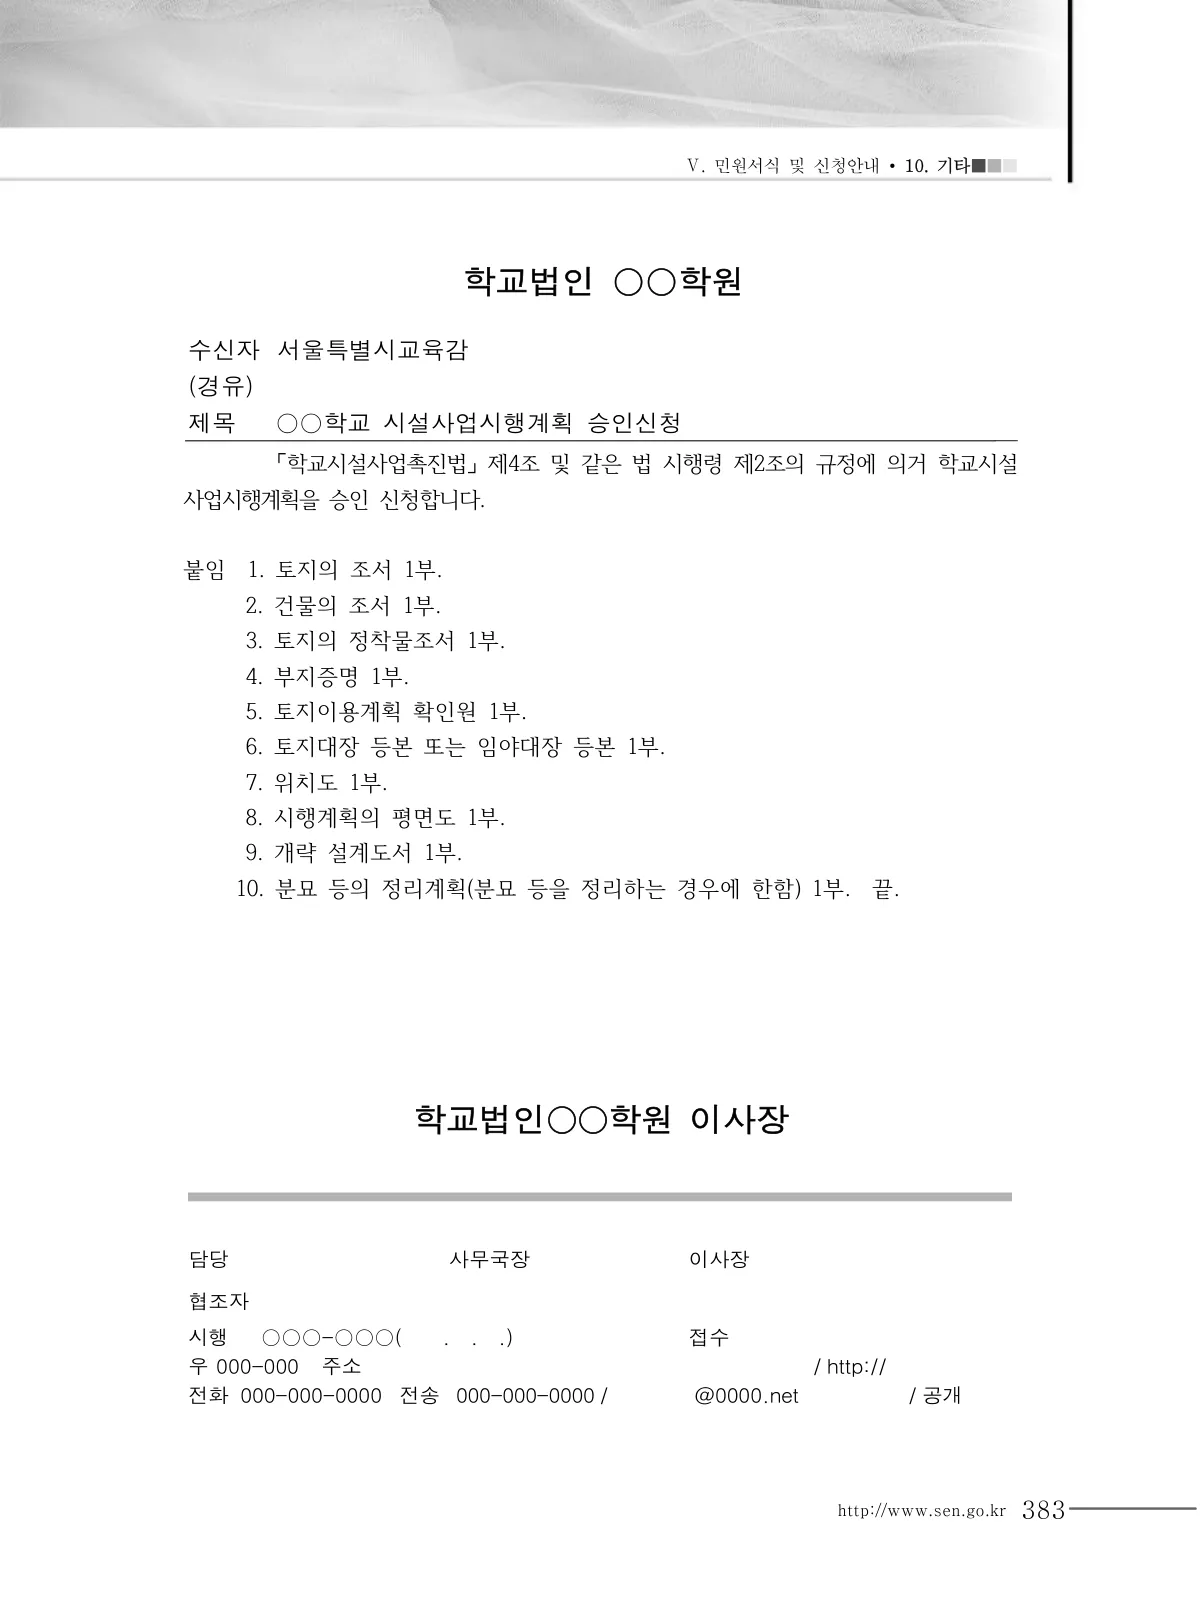 Ⅴ. 민원서식 및 신청안내 • 10. 기타
학교법인 ○○학원
수신자 서울특별시교육감
(경유)
제목 ○○학교 시설사업시행계획 승인신청
｢학교시설사업촉진법｣ 제4조 및 같은 법 시행령 제2조의 규정에 의거 학교시설
사업시행계획을 승인 신청합니다.
붙임 1. 토지의 조서 1부.
2. 건물의 조서 1부.
3. 토지의 정착물조서 1부.
4. 부지증명 1부.
5. 토지이용계획 확인원 1부.
6. 토지대장 등본 또는 임야대장 등본 1부.
7. 위치도 1부.
8. 시행계획의 평면도 1부.
9. 개략 설계도서 1부.
10. 분묘 등의 정리계획(분묘 등을 정리하는 경우에 한함) 1부. 끝.
학교법인○○학원 이사장
담당 사무국장 이사장
협조자
시행 ○○○-○○○( . . .) 접수
우 000-000 주소 / http://
전화 000-000-0000 전송 000-000-0000 / @0000.net / 공개
http://www.sen.go.kr 383